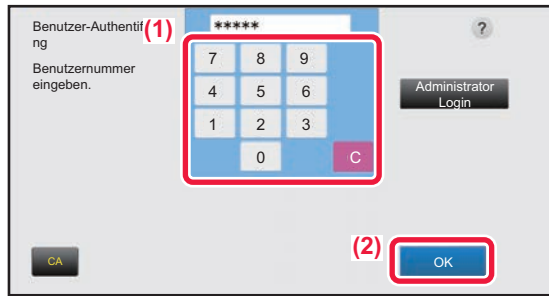 Benutzer-Authentifi
ng
(1)
*****
?
Benutzernummer
eingeben.
7 8 9
4 5 6
1 2 3
0 C
Administrator
Login
(2)
CA
OK